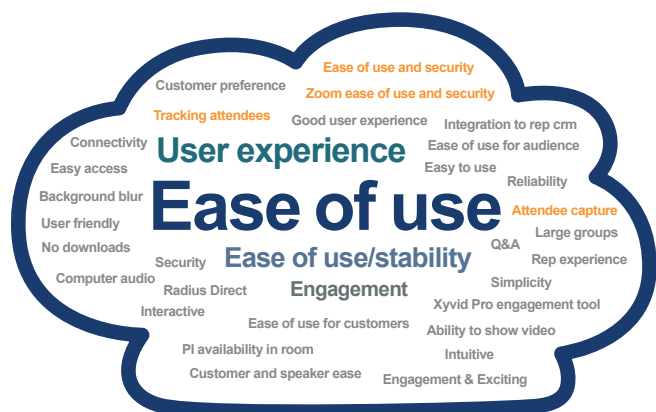 Ease of use and security
Customer preference
Zoom ease of use and security
Tracking attendees
Good user experience
Integration to rep crm
Connectivity
User experience
Ease of use for audience
Easy access
Easy to use
Reliability
Background blur
Ease of use
Attendee capture
User friendly
Large groups
No downloads
Q&A
Security
Ease of use/stability
Rep experience
Computer audio
Radius Direct
Engagement
Simplicity
Interactive
Xyvid Pro engagement tool
Ease of use for customers
Ability to show video
PI availability in room
Intuitive
Customer and speaker ease
Engagement & Exciting